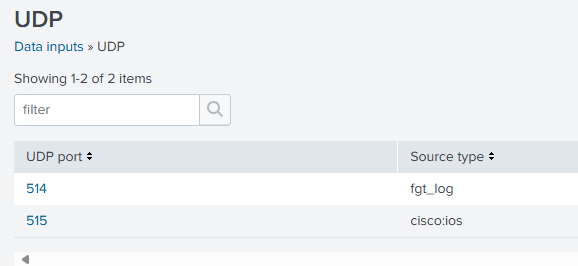 UDP
Data inputs » UDP
Showing 1-2 of 2 items
filter
UDP port Source type
514 fgt_log
515 cisco:ios